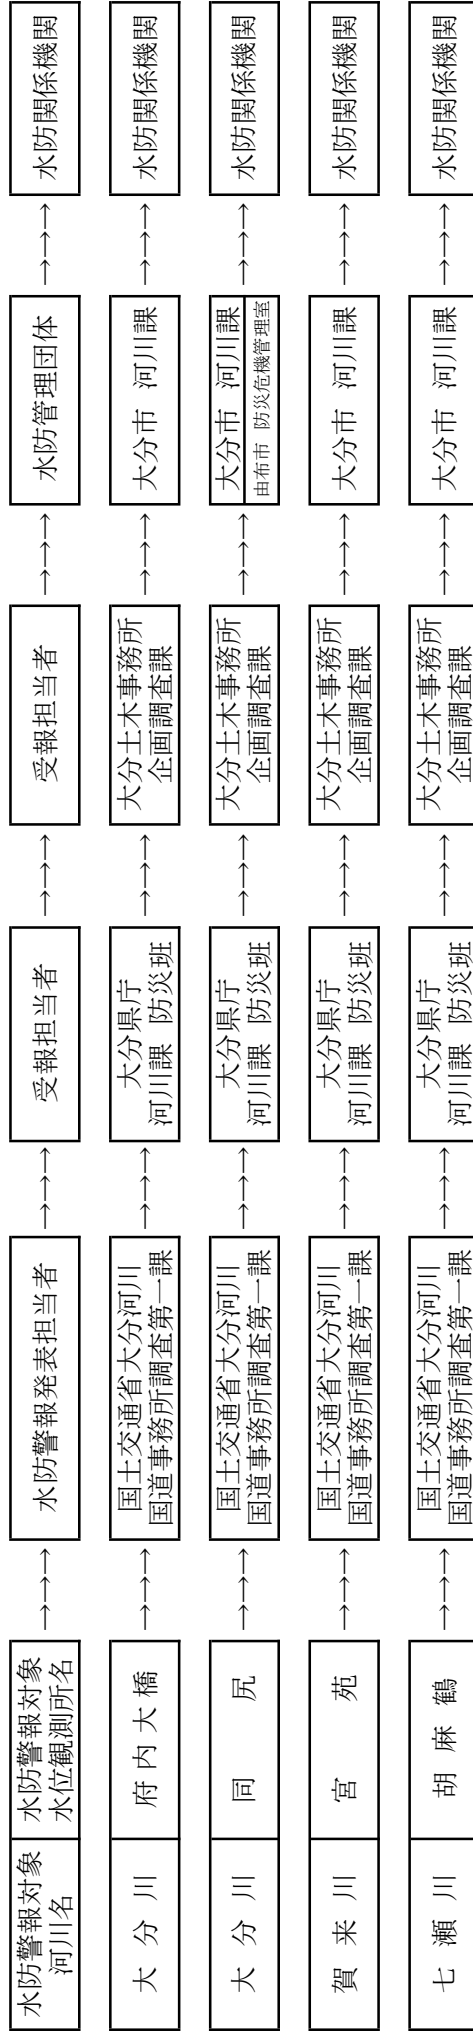 水防警報対象
河川名
水防警報対象
水位観測所名
→→→→
水防警報発表担当者
→→→→
受報担当者
→→→→
受報担当者
→→→→
水防管理団体
→→→→
水防関係機関
大 分 川
府 内 大 橋
→→→→
国土交通省大分河川
国道事務所調査第一課
→→→→
大分県庁
河川課 防災班
→→→→
大分土木事務所
企画調査課
→→→→
大分市 河川課
→→→→
水防関係機関
大 分 川
同 尻
→→→→
国土交通省大分河川
国道事務所調査第一課
→→→→
大分県庁
河川課 防災班
→→→→
大分土木事務所
企画調査課
→→→→
大分市 河川課
由布市 防災危機管理室
→→→→
水防関係機関
賀 来 川
宮 苑
→→→→
国土交通省大分河川
国道事務所調査第一課
→→→→
大分県庁
河川課 防災班
→→→→
大分土木事務所
企画調査課
→→→→
大分市 河川課
→→→→
水防関係機関
七 瀬 川
胡 麻 鶴
→→→→
国土交通省大分河川
国道事務所調査第一課
→→→→
大分県庁
河川課 防災班
→→→→
大分土木事務所
企画調査課
→→→→
大分市 河川課
→→→→
水防関係機関